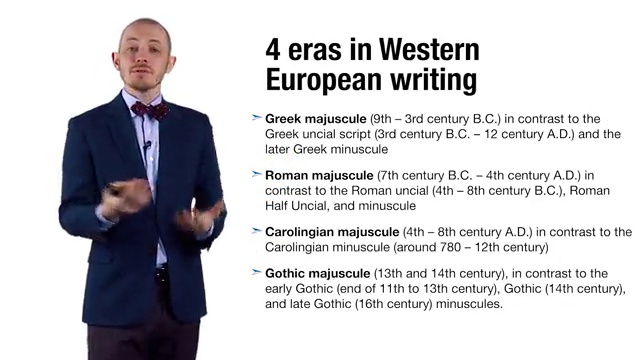 4 eras in Western
European writing
➣ Greek majuscule (9th – 3rd century B.C.) in contrast to the
Greek uncial script (3rd century B.C. – 12 century A.D.) and the
later Greek minuscule
➣ Roman majuscule (7th century B.C. – 4th century A.D.) in
contrast to the Roman uncial (4th – 8th century B.C.), Roman
Half Uncial, and minuscule
➣ Carolingian majuscule (4th – 8th century A.D.) in contrast to the
Carolingian minuscule (around 780 – 12th century)
➣ Gothic majuscule (13th and 14th century), in contrast to the
early Gothic (end of 11th to 13th century), Gothic (14th century),
and late Gothic (16th century) minuscules.